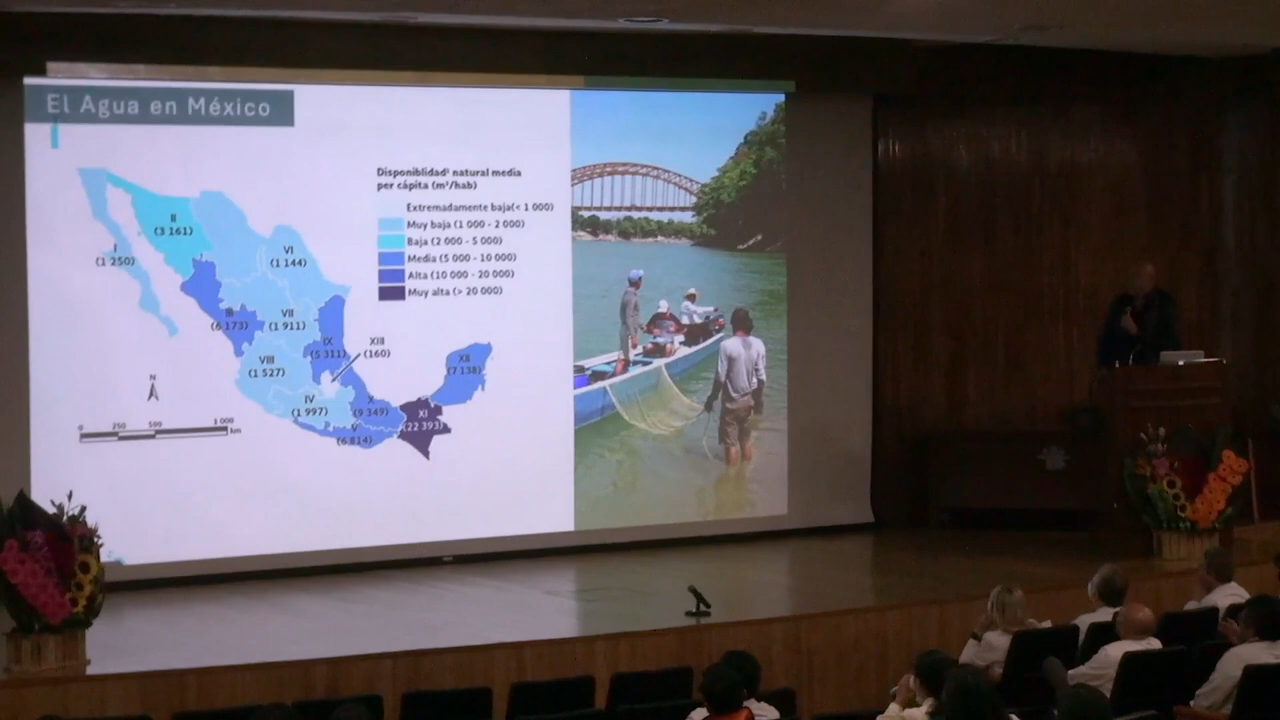 El Agua en México
Disponiblidad¹ natural media
per cápita (m³/hab)
Extremadamente baja(< 1 000)
Muy baja (1 000 - 2 000)
Baja (2 000 - 5 000)
Media (5 000 - 10 000)
Alta (10 000 - 20 000)
Muy alta (> 20 000)
II
(3 161)
I
(1 250)
VI
(1 144)
III
(6 173)
VII
(1 911)
IX
(5 311)
XIII
(160)
VIII
(1 527)
XII
(7 138)
IV
(1 997)
X
(9 349)
XI
(22 393)
V
(6 814)
N
250
500
1 000
km